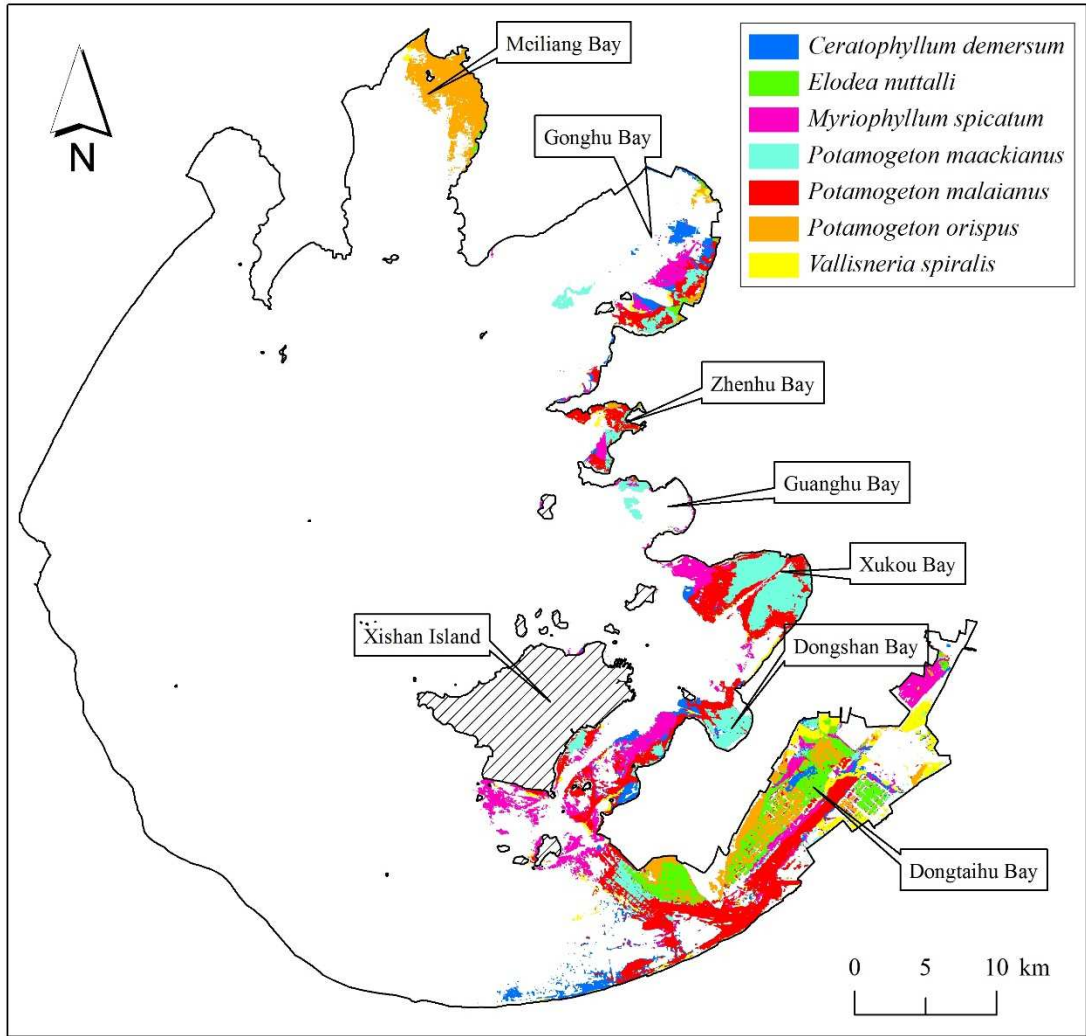 Mciliang Bay
Gonghu Bay
Zhenhu Bay
Guanghu Bay
Xukou Bay
Xishan Island
Dongshan Bay
Dongtaihu Bay
N
Ceratophyllum demersum
Elodea nuttalli
Myriophyllum spicatum
Potamogeton maackianus
Potamogeton malaianus
Potamogeton orispus
Vallisneria spiralis
0 5 10 km